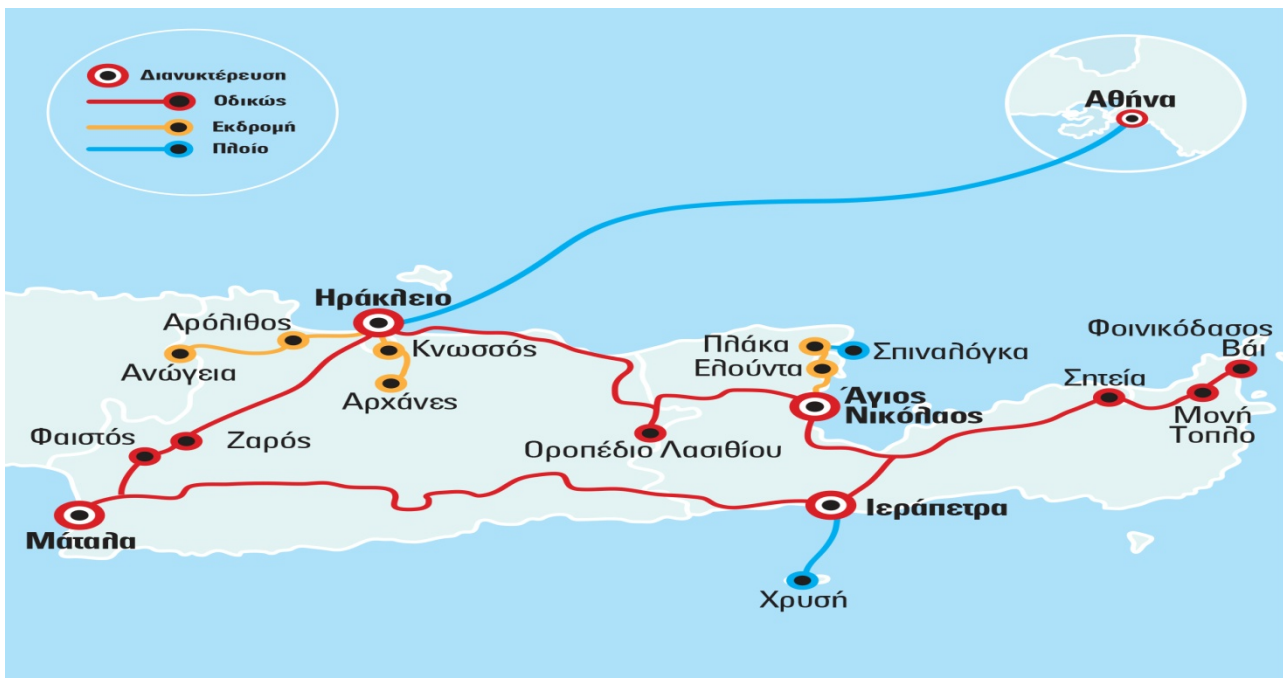 Διανυκτέρευση
Οδικώς
Εκδρομή
Πλοίο
Αθήνα
Ηράκλειο
Αρόλιθος
Ανώγεια
Κνωσσός
Αρχάνες
Πλάκα
Ελούντα
Σπιναλόγκα
Φοινικόδασος
Βάι
Σητεία
Μονή
Τοπλο
Άγιος
Νικόλαος
Φαιστός
Ζαρός
Οροπέδιο Λασιθίου
Μάταλα
Ιεράπετρα
Χρυσή